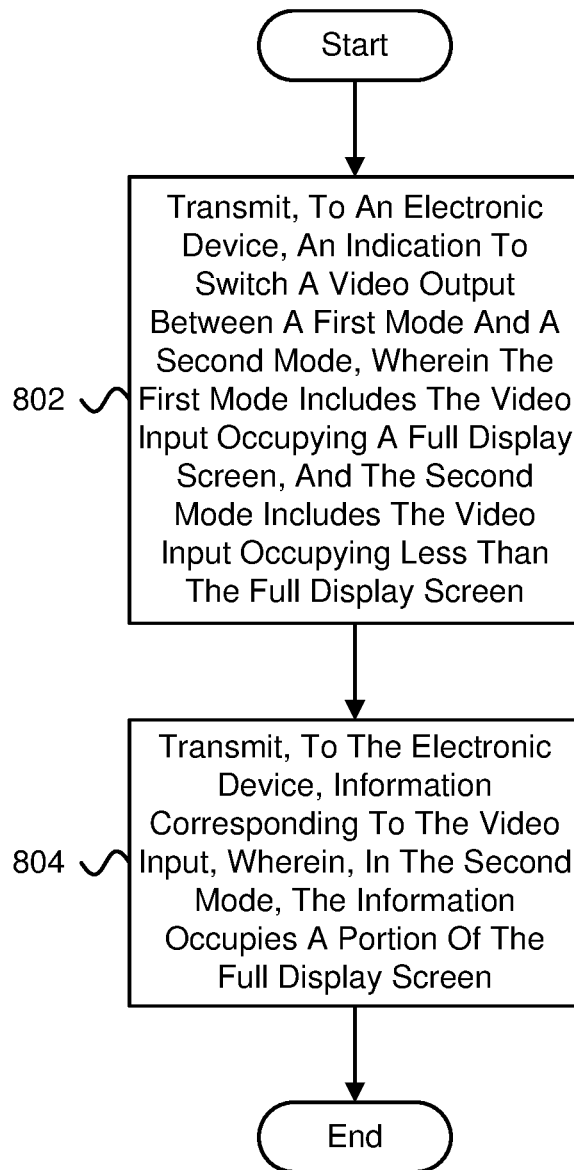 Start
Transmit, To An Electronic
Device, An Indication To
Switch A Video Output
Between A First Mode And A
Second Mode, Wherein The
802
First Mode Includes The Video
Input Occupying A Full Display
Screen, And The Second
Mode Includes The Video
Input Occupying Less Than
The Full Display Screen
Transmit, To The Electronic
Device, Information
Corresponding To The Video
804
Input, Wherein, In The Second
Mode, The Information
Occupies A Portion Of The
Full Display Screen
End